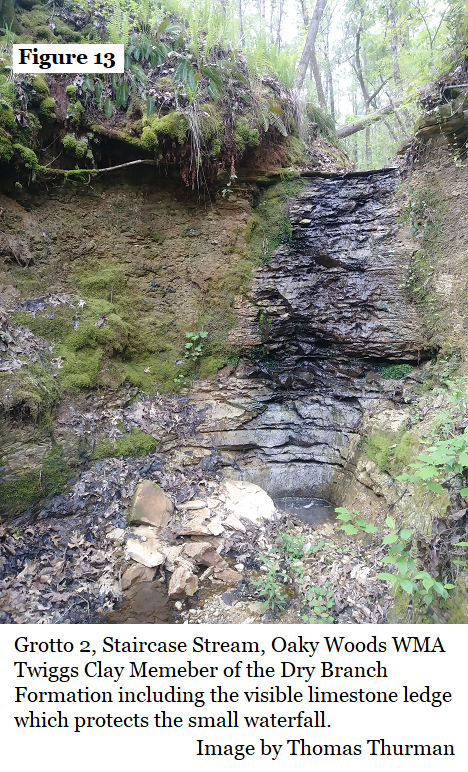 Figure 13
Grotto 2, Staircase Stream, Oaky Woods WMA
Twiggs Clay Memeber of the Dry Branch
Formation including the visible limestone ledge
which protects the small waterfall.
Image by Thomas Thurman